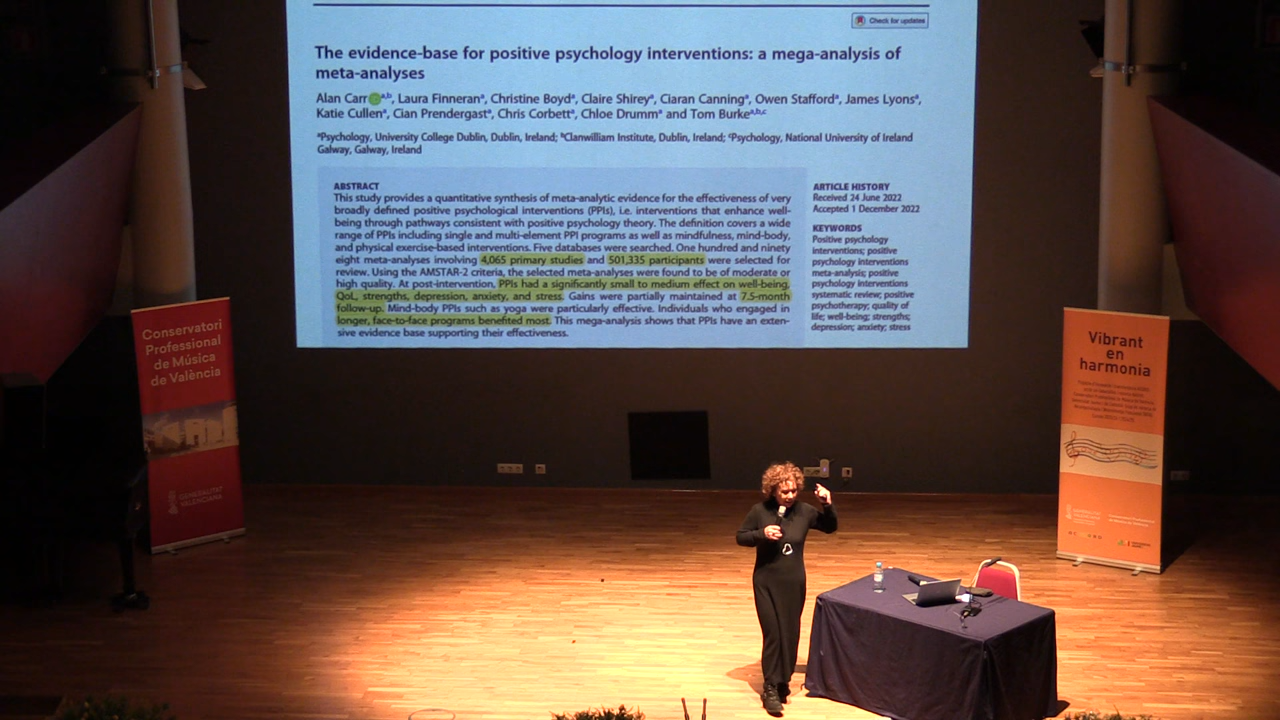 Check for updates
The evidence-base for positive psychology interventions: a mega-analysis of
meta-analyses
Alan Carr a,b, Laura Finneran a, Christine Boyd a, Claire Shirey a, Ciaran Canning a, Owen Stafford a, James Lyons a,
Katie Cullen a, Cian Prendergast a, Chris Corbett a, Chloe Drumm a and Tom Burke a,b,c
a Psychology, University College Dublin, Dublin, Ireland; b Clanwilliam Institute, Dublin, Ireland; c Psychology, National University of Ireland
Galway, Galway, Ireland
ABSTRACT
This study provides a quantitative synthesis of meta-analytic evidence for the effectiveness of very
broadly defined positive psychological interventions (PPIs), i.e. interventions that enhance well-
being through pathways consistent with positive psychology theory. The definition covers a wide
range of PPIs including single and multi-element PPI programs as well as mindfulness, mind-body,
and physical exercise-based interventions. Five databases were searched. One hundred and ninety
eight meta-analyses involving 4,065 primary studies and 501,335 participants were selected for
review. Using the AMSTAR-2 criteria, the selected meta-analyses were found to be of moderate or
high quality. At post-intervention, PPIs had a significantly small to medium effect on well-being,
QoL, strengths, depression, anxiety, and stress. Gains were partially maintained at 7.5-month
follow-up. Mind-body PPIs such as yoga were particularly effective. Individuals who engaged in
longer, face-to-face programs benefited most. This mega-analysis shows that PPIs have an exten-
sive evidence base supporting their effectiveness.
ARTICLE HISTORY
Received 24 June 2022
Accepted 1 December 2022
KEYWORDS
Positive psychology
interventions; positive
psychology interventions
meta-analysis; positive
psychology interventions
systematic review; positive
psychotherapy; quality of
life; well-being; strengths;
depression; anxiety; stress
Conservatori
Professional
de Música
de València
GENERALITAT
VALENCIANA
Vibrant
en
harmonia